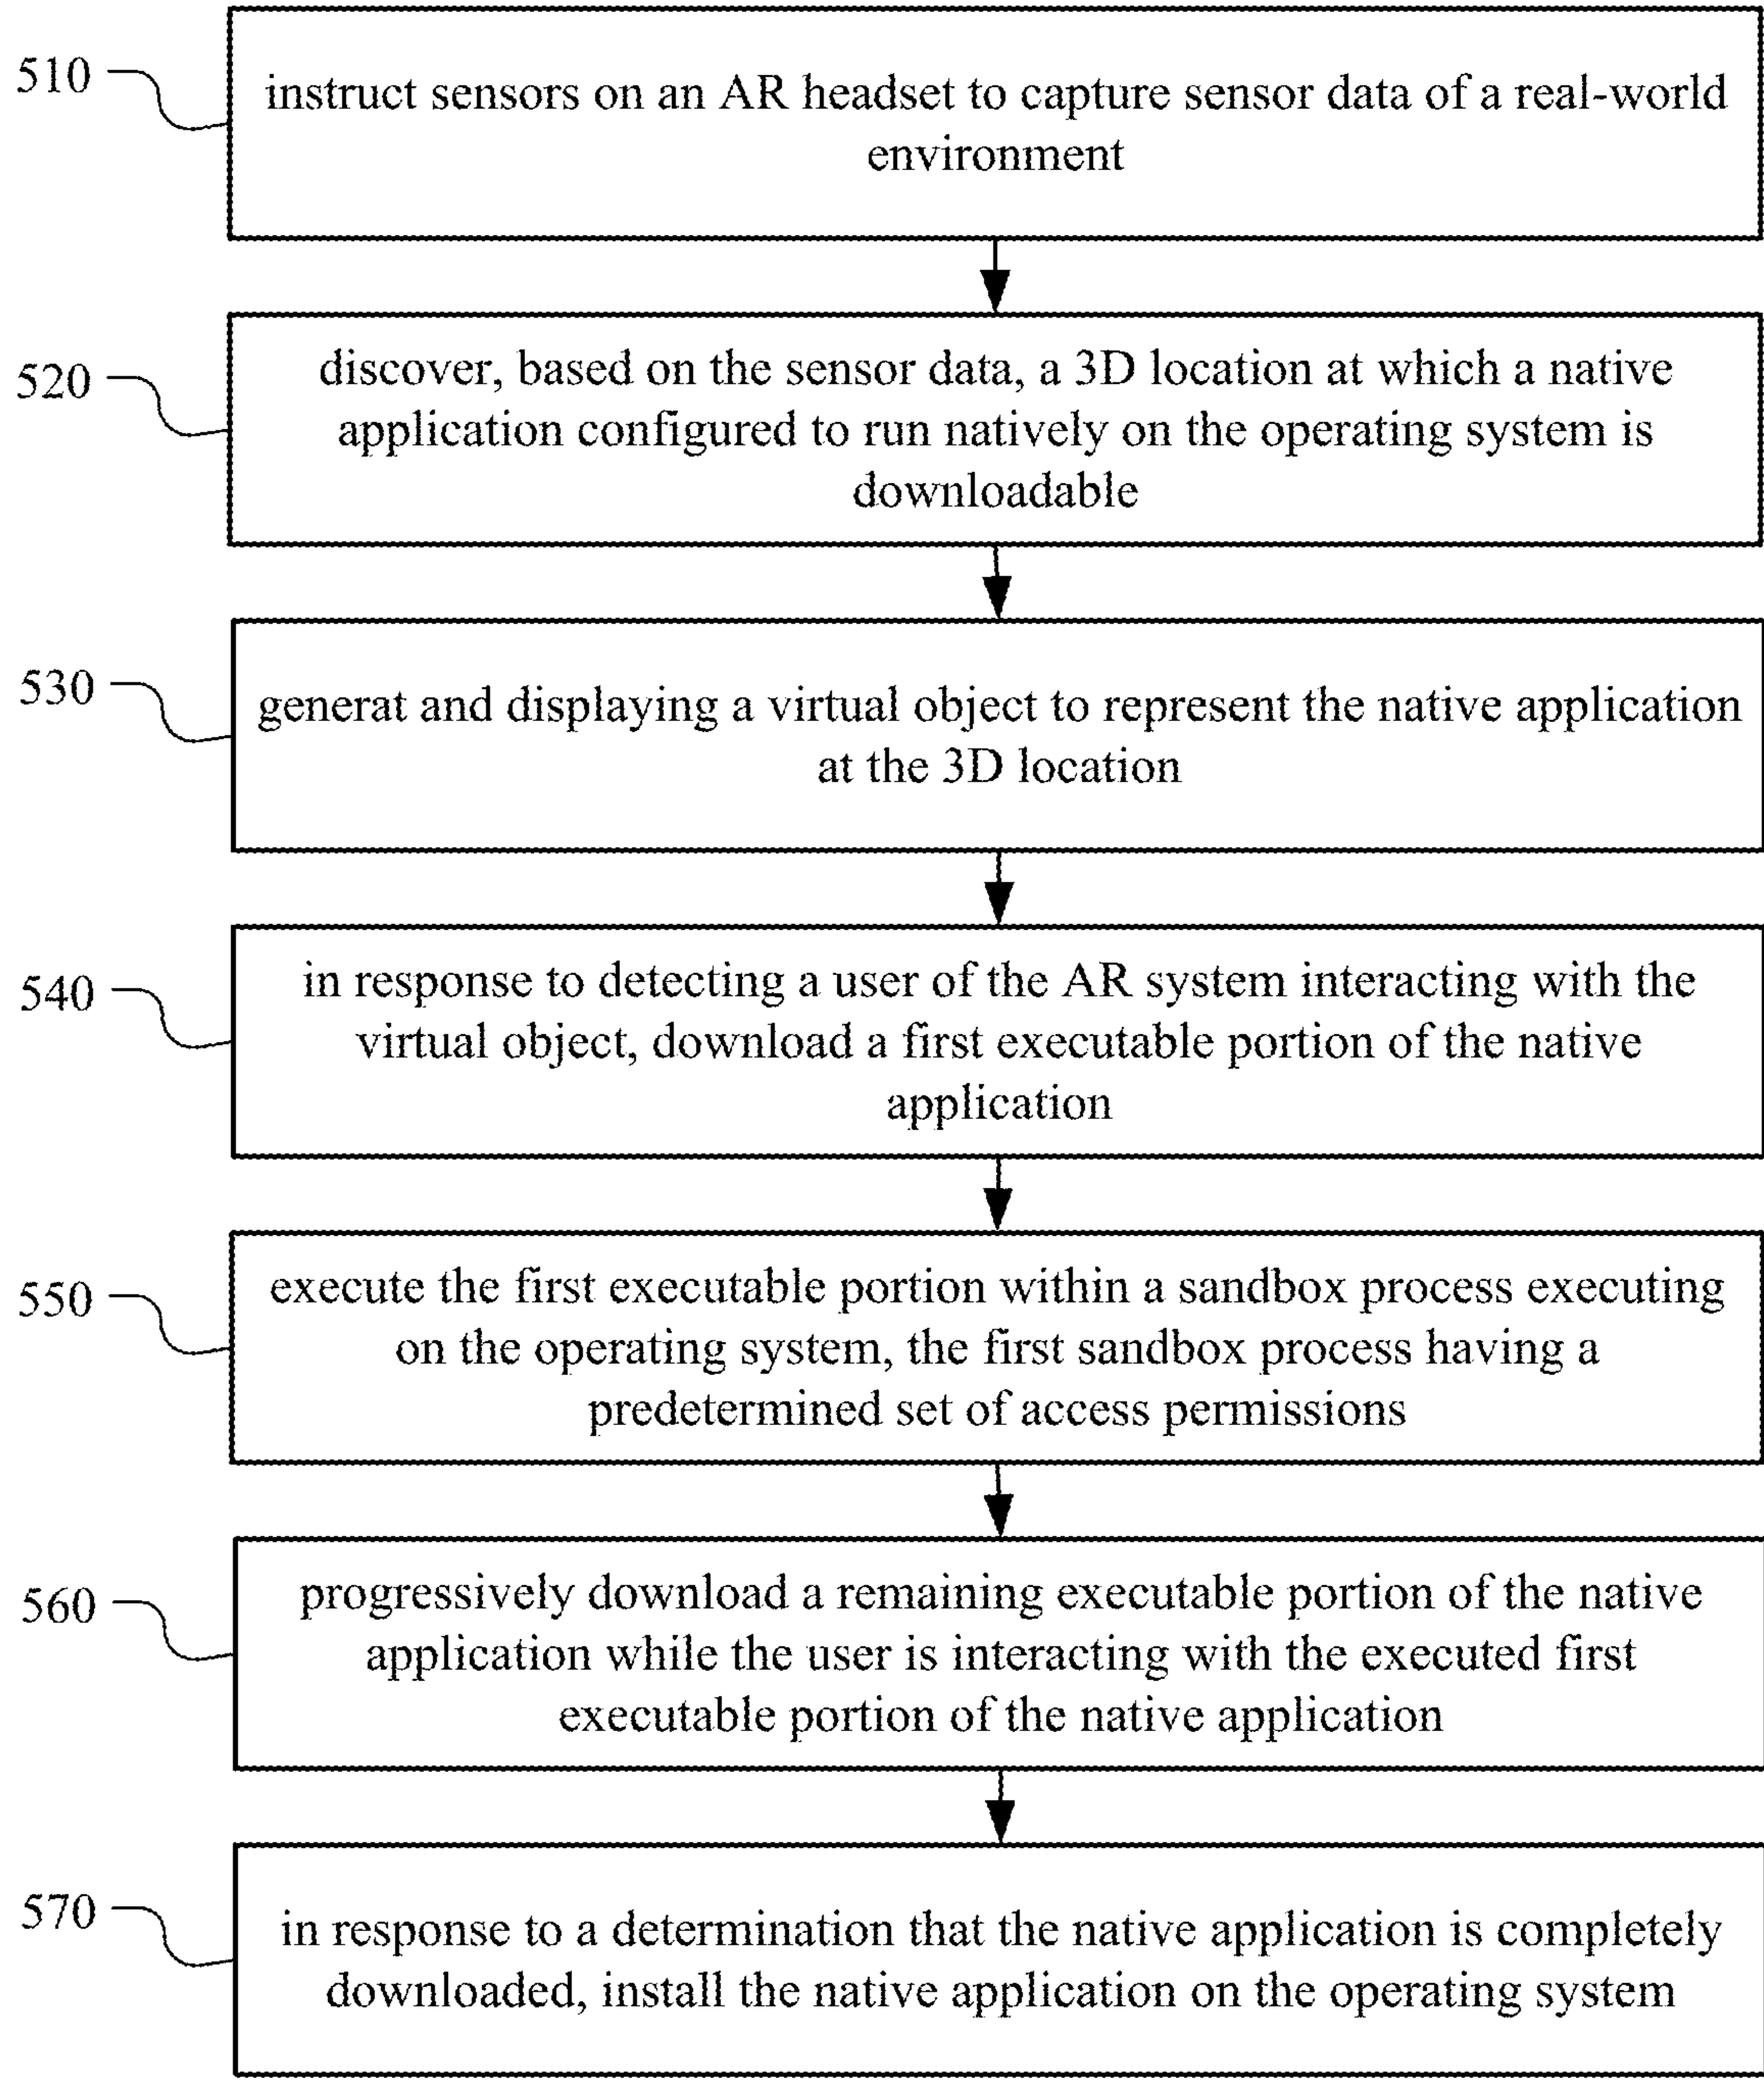 510
instruct sensors on an AR headset to capture sensor data of a real-world
environment
520
discover, based on the sensor data, a 3D location at which a native
application configured to run natively on the operating system is
downloadable
530
generat and displaying a virtual object to represent the native application
at the 3D location
540
in response to detecting a user of the AR system interacting with the
virtual object, download a first executable portion of the native
application
550
execute the first executable portion within a sandbox process executing
on the operating system, the first sandbox process having a
predetermined set of access permissions
560
progressively download a remaining executable portion of the native
application while the user is interacting with the executed first
executable portion of the native application
570
in response to a determination that the native application is completely
downloaded, install the native application on the operating system